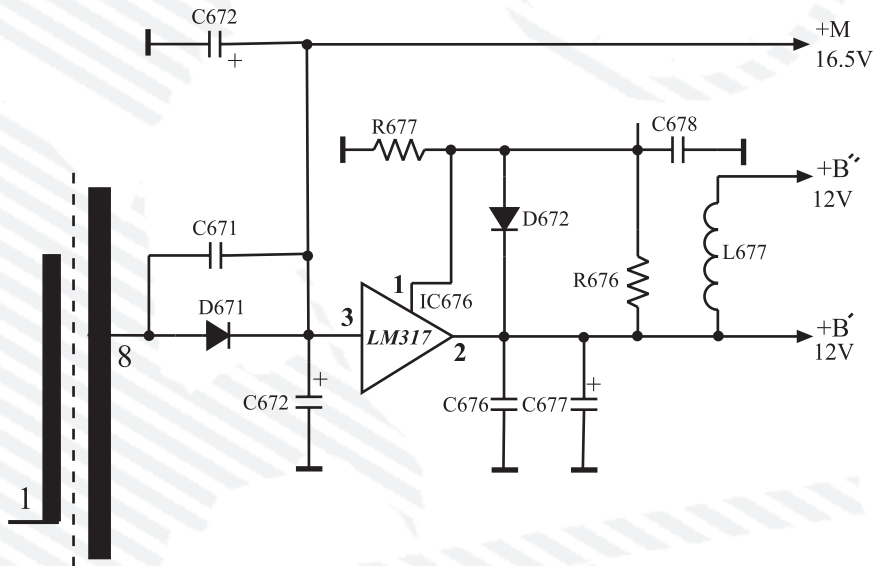 C672
+
+M
16.5V
R677
C678
+B″
12V
C671
D672
L677
R676
D671
1
IC676
3
LM317
2
+B′
12V
8
C672
+
C676
C677
+
1